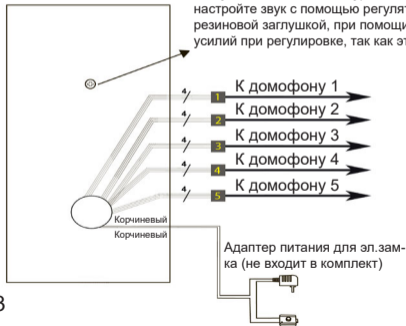 настройте звук с помощью регулят
резиновой заглушкой, при помощи
усилий при регулировке, так как эт
4 1 К домофону 1
4 2 К домофону 2
4 3 К домофону 3
4 4 К домофону 4
4 5 К домофону 5
Корчиневый
Корчиневый
Адаптер питания для эл.зам-
ка (не входит в комплект)